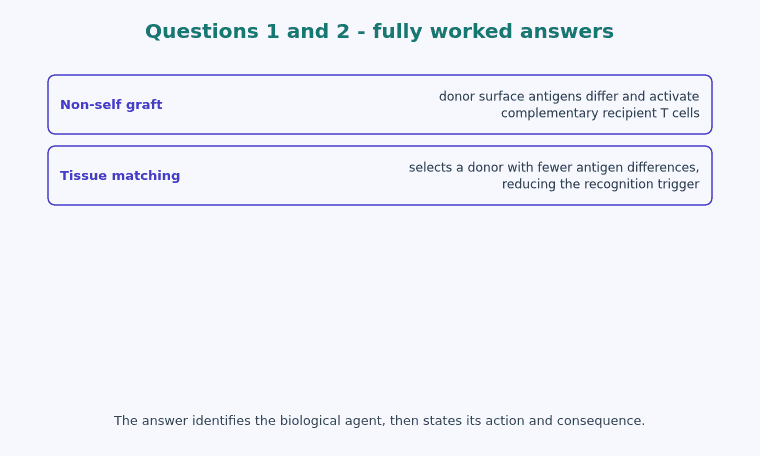 Questions 1 and 2 - fully worked answers
Non-self graft
donor surface antigens differ and activate
complementary recipient T cells
Tissue matching
selects a donor with fewer antigen differences,
reducing the recognition trigger
The answer identifies the biological agent, then states its action and consequence.